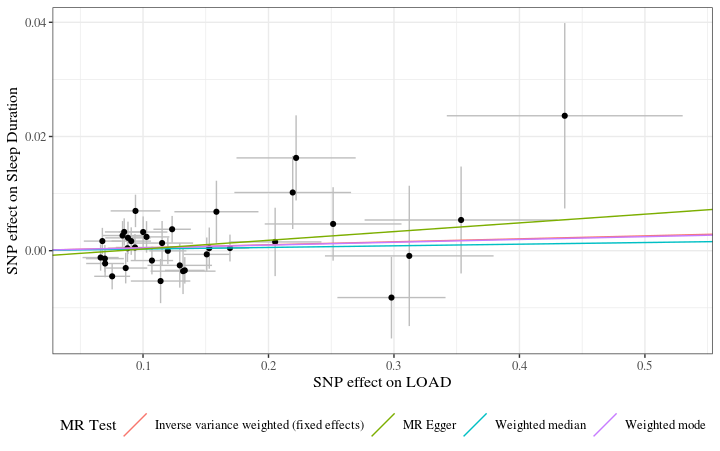 0.04
0.02
0.00
SNP effect on Sleep Duration
0.1 0.2 0.3 0.4 0.5
SNP effect on LOAD
MR Test Inverse variance weighted (fixed effects) MR Egger Weighted median Weighted mode